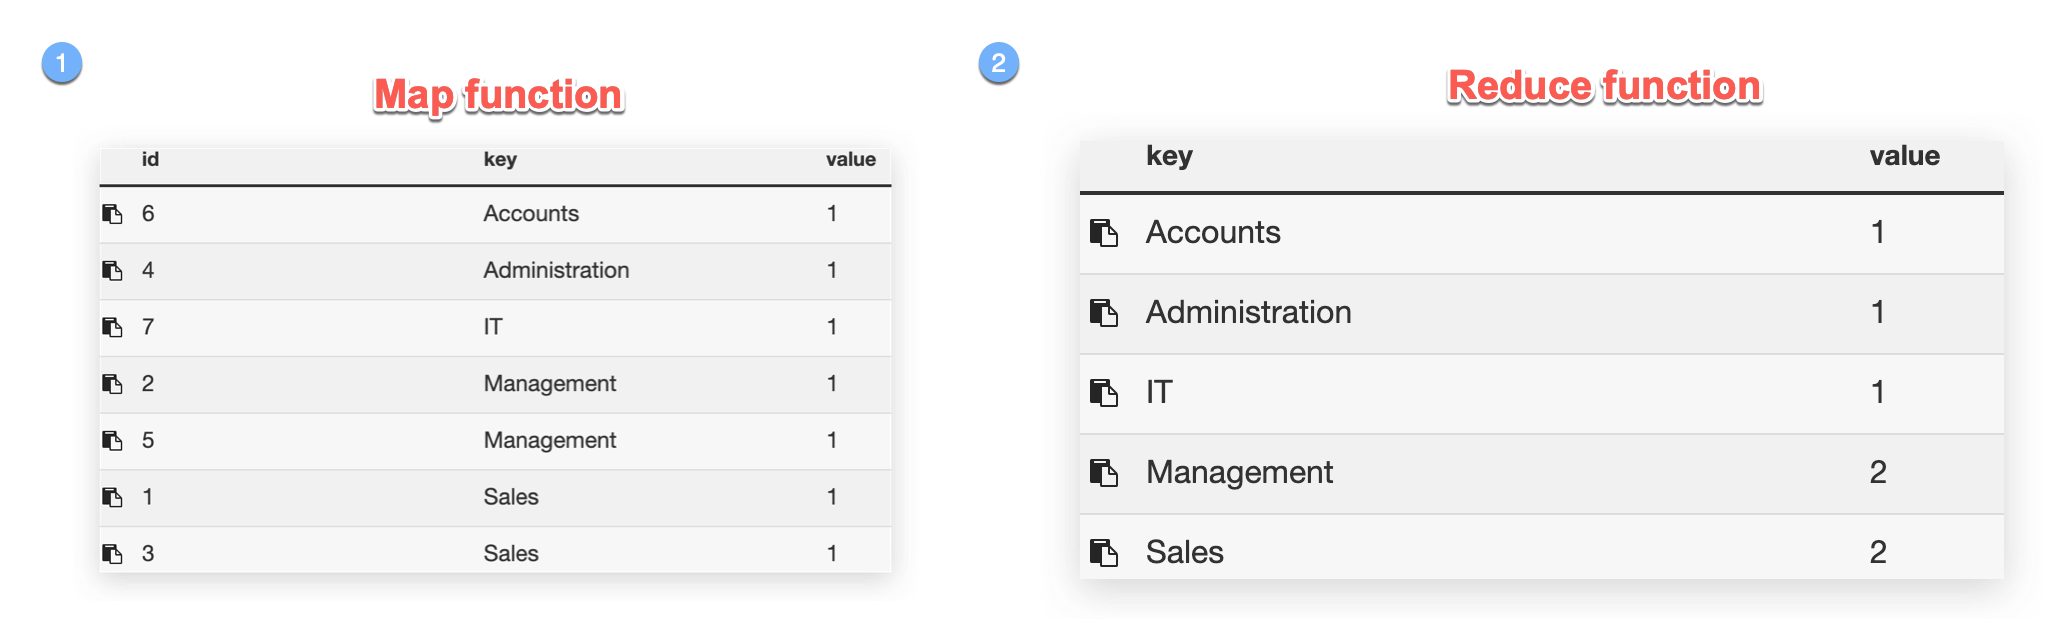 1
Map function
id key value
6 Accounts 1
4 Administration 1
7 IT 1
2 Management 1
5 Management 1
1 Sales 1
3 Sales 1
2
Reduce function
key value
Accounts 1
Administration 1
IT 1
Management 2
Sales 2